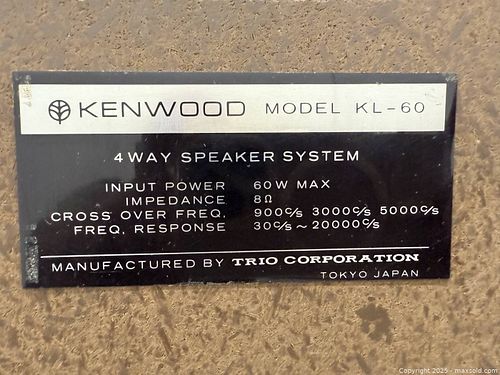 KENWOOD MODEL KL-60
4 WAY SPEAKER SYSTEM
INPUT POWER 60W MAX
IMPEDANCE 8Ω
CROSS OVER FREQ. 900c/s 3000c/s 5000c/s
FREQ. RESPONSE 30c/s ~ 20000c/s
MANUFACTURED BY TRIO CORPORATION
TOKYO JAPAN
Copyright 2025 - maxsold.com